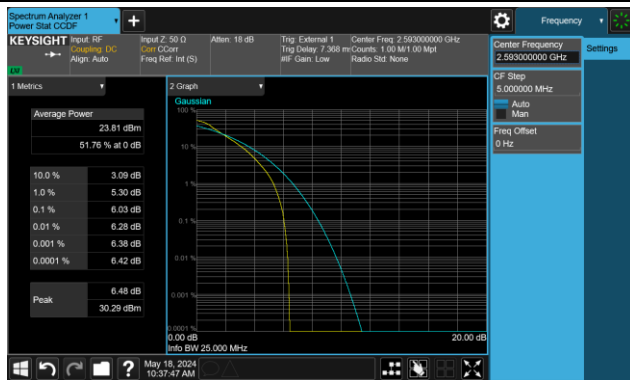 Spectrum Analyzer 1
Power Stat CCDF
Frequency
KEYSIGHT
Input: RF
Coupling: DC
Align: Auto
Input Z: 50 Ω
Corr CCorr
Freq Ref: Int (S)
Atten: 18 dB
Trig: External 1
Trig Delay: 7.368 m
#IF Gain: Low
Center Freq: 2.593000000 GHz
Counts: 1.00 M/1.00 Mpt
Radio Std: None
Center Frequency
2.593000000 GHz
Settings
CF Step
5.000000 MHz
Auto
Man
Freq Offset
0 Hz
1 Metrics
Average Power
23.81 dBm
51.76 % at 0 dB
10.0 % 3.09 dB
1.0 % 5.30 dB
0.1 % 6.03 dB
0.01 % 6.28 dB
0.001 % 6.38 dB
0.0001 % 6.42 dB
Peak
6.48 dB
30.29 dBm
2 Graph
Gaussian
100 %
10 %
1 %
0.1 %
0.01 %
0.001 %
0.0001 %
0.00 dB
20.00 dB
Info BW 25.000 MHz
May 18, 2024
10:37:47 AM